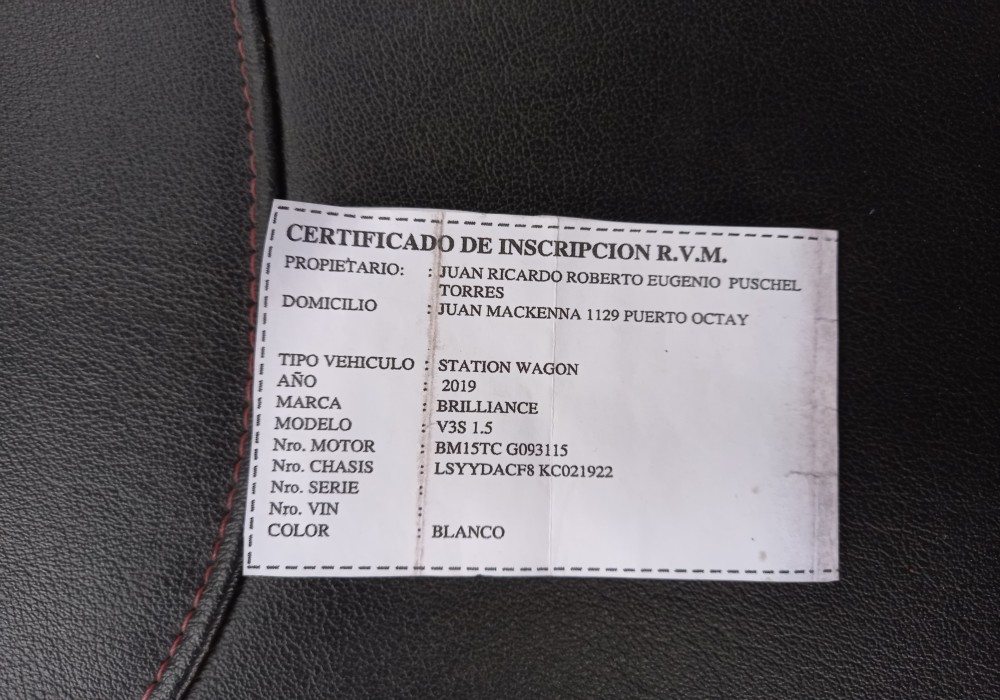 CERTIFICADO DE INSCRIPCION R.V.M.
PROPIETARIO: : JUAN RICARDO ROBERTO EUGENIO PUSCHEL
TORRES
DOMICILIO : JUAN MACKENNA 1129 PUERTO OCTAY
TIPO VEHICULO : STATION WAGON
AÑO : 2019
MARCA : BRILLIANCE
MODELO : V3S 1.5
Nro. MOTOR : BM15TC G093115
Nro. CHASIS : LSYYDACF8 KC021922
Nro. SERIE :
Nro. VIN :
COLOR : BLANCO